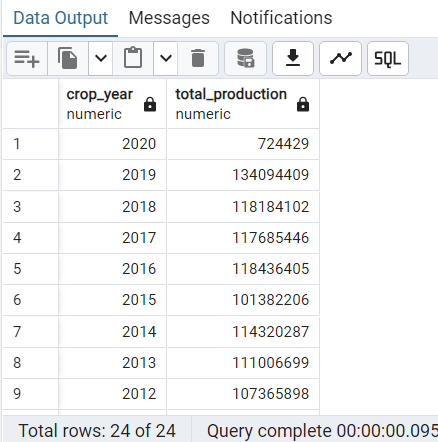 Data Output Messages Notifications
SQL
crop_year total_production
numeric numeric
1 2020 724429
2 2019 134094409
3 2018 118184102
4 2017 117685446
5 2016 118436405
6 2015 101382206
7 2014 114320287
8 2013 111006699
9 2012 107365898
Total rows: 24 of 24 Query complete 00:00:00.095